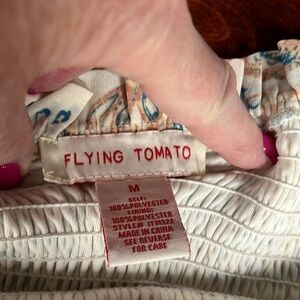 FLYING TOMATO
M
SELF:
100%POLYESTER
LINING:
100%POLYESTER
MADE IN CHINA
SEE REVERSE
FOR CARE